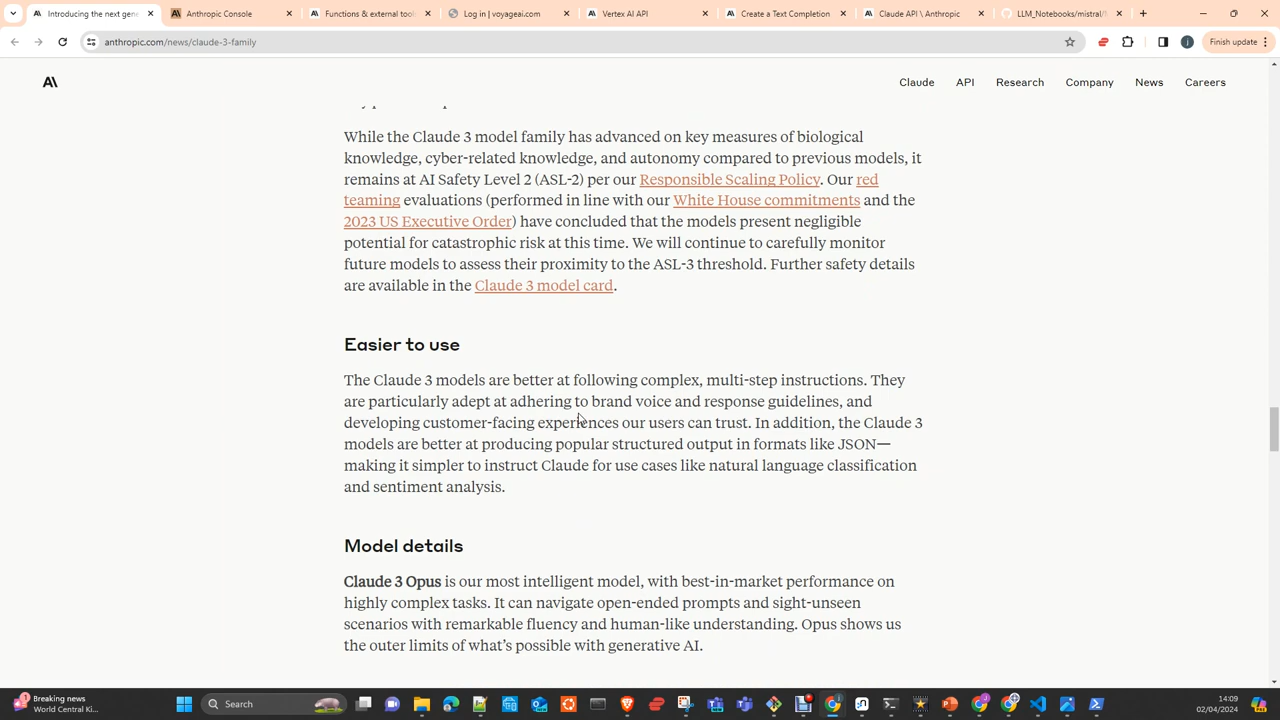 Introducing the next gene
Anthropic Console
Functions & external tool
Log in | voyageai.com
Vertex AI API
Create a Text Completion
Claude API \ Anthropic
LLM_Notebooks/mistral/
anthropic.com/news/claude-3-family
Finish update
Claude
API
Research
Company
News
Careers
While the Claude 3 model family has advanced on key measures of biological
knowledge, cyber-related knowledge, and autonomy compared to previous models, it
remains at AI Safety Level 2 (ASL-2) per our Responsible Scaling Policy. Our red
teaming evaluations (performed in line with our White House commitments and the
2023 US Executive Order) have concluded that the models present negligible
potential for catastrophic risk at this time. We will continue to carefully monitor
future models to assess their proximity to the ASL-3 threshold. Further safety details
are available in the Claude 3 model card.
Easier to use
The Claude 3 models are better at following complex, multi-step instructions. They
are particularly adept at adhering to brand voice and response guidelines, and
developing customer-facing experiences our users can trust. In addition, the Claude 3
models are better at producing popular structured output in formats like JSON—
making it simpler to instruct Claude for use cases like natural language classification
and sentiment analysis.
Model details
Claude 3 Opus is our most intelligent model, with best-in-market performance on
highly complex tasks. It can navigate open-ended prompts and sight-unseen
scenarios with remarkable fluency and human-like understanding. Opus shows us
the outer limits of what's possible with generative AI.
Breaking news
World Central Ki...
Search
14:09
02/04/2024